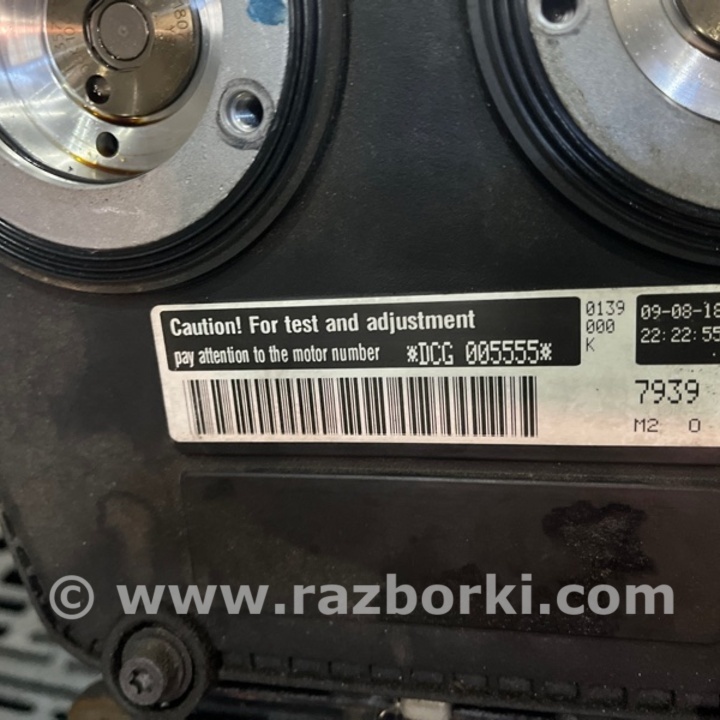 Caution! For test and adjustment
pay attention to the motor number *DCG 005555*
0139
000
K
09-08-18
22:22:55
7939
M2 O
© www.razborki.com